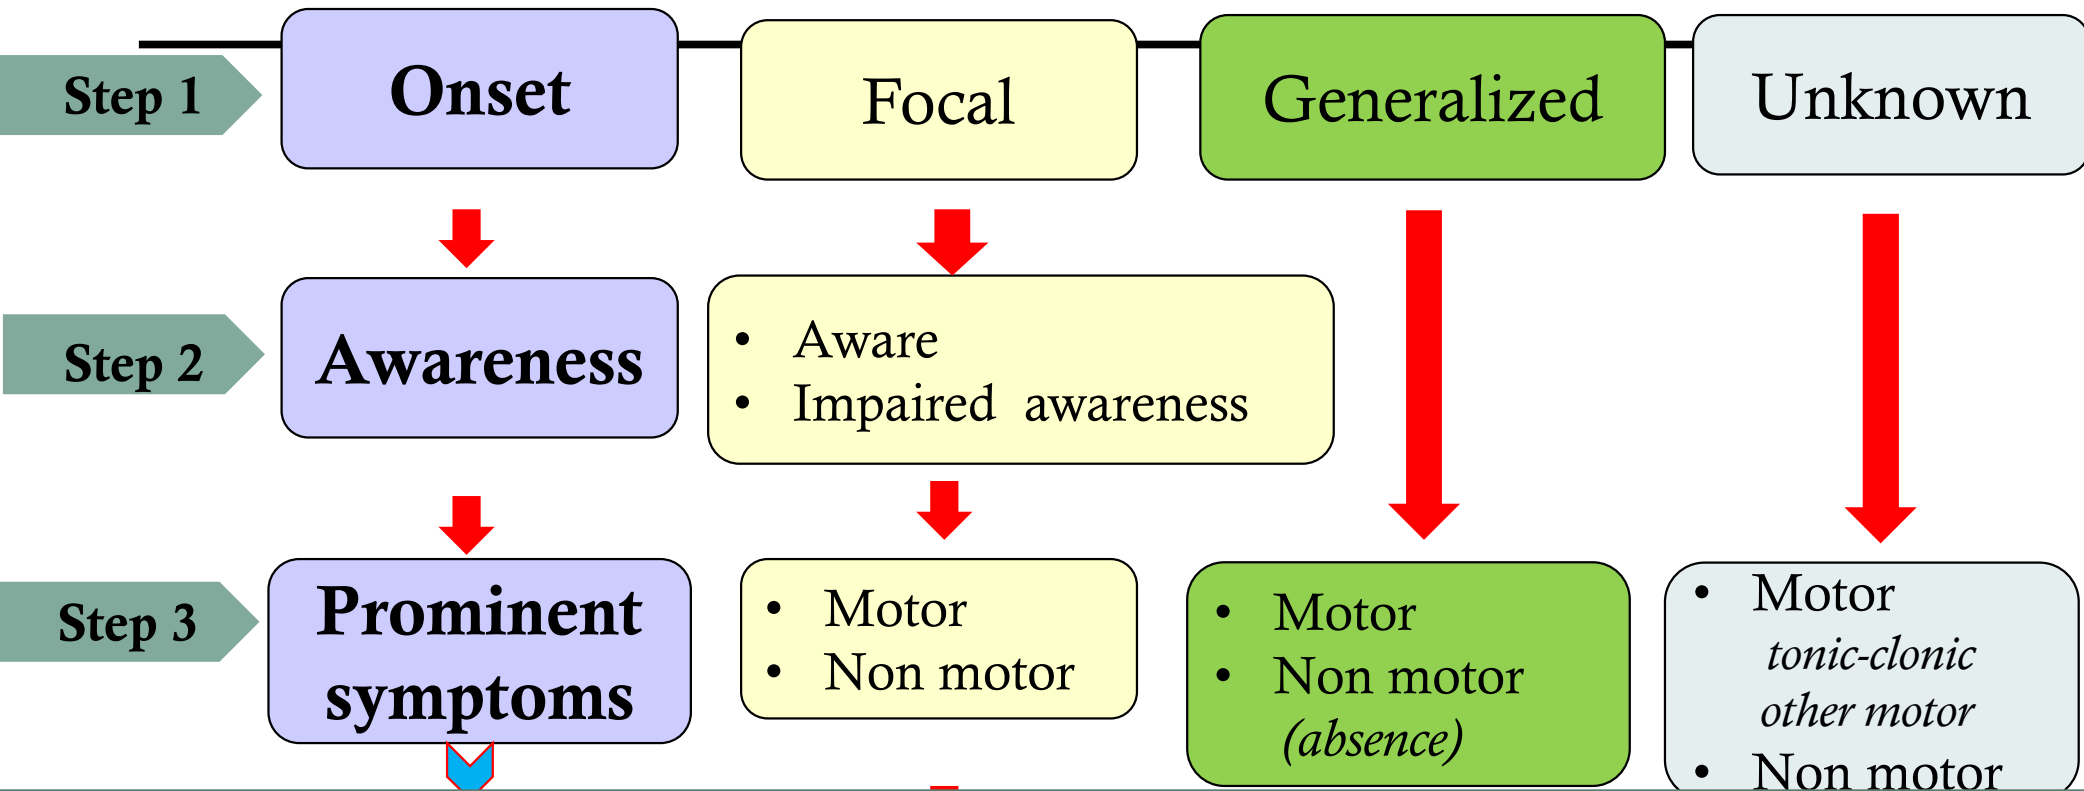 Step 1
Onset
Focal
Generalized
Unknown
Step 2
Awareness
• Aware
• Impaired awareness
Step 3
Prominent
symptoms
• Motor
• Non motor
• Motor
• Non motor
(absence)
• Motor
tonic-clonic
other motor
• Non motor